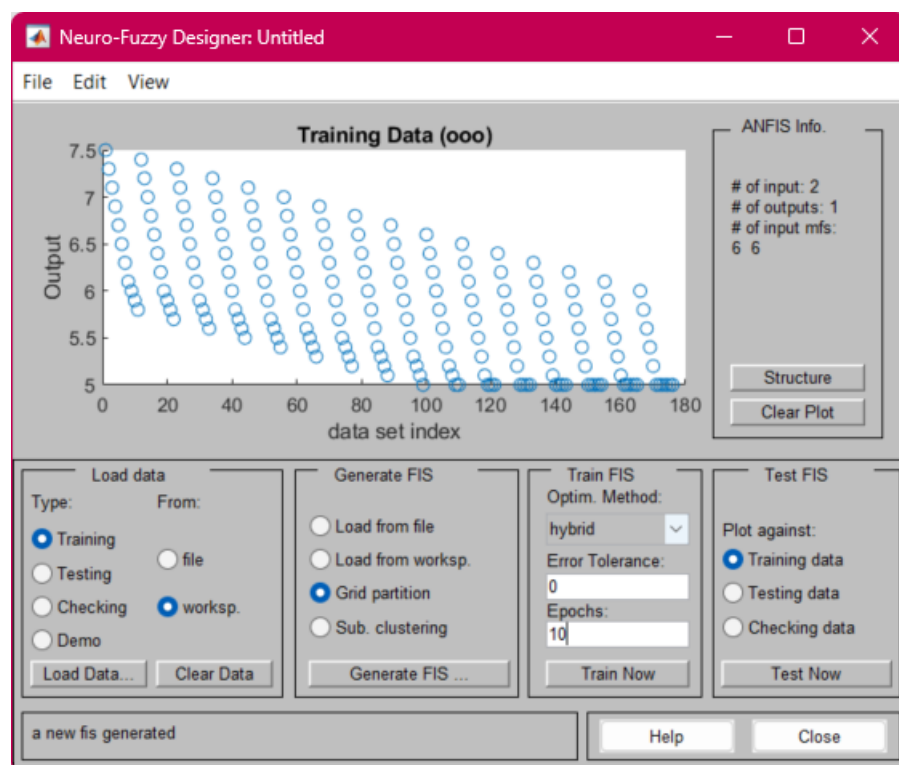 Neuro-Fuzzy Designer: Untitled
File Edit View
Training Data (ooo)
7.5
7
6.5
6
5.5
5
Output
0 20 40 60 80 100 120 140 160 180
data set index
ANFIS Info.
# of input: 2
# of outputs: 1
# of input mfs:
6 6
Structure
Clear Plot
Load data
Type: From:
Training
file
Testing
Checking
worksp.
Demo
Load Data... Clear Data
Generate FIS
Load from file
Load from worksp.
Grid partition
Sub. clustering
Generate FIS ...
Train FIS
Optim. Method:
hybrid
Error Tolerance:
0
Epochs:
10
Train Now
Test FIS
Plot against:
Training data
Testing data
Checking data
Test Now
a new fis generated
Help Close